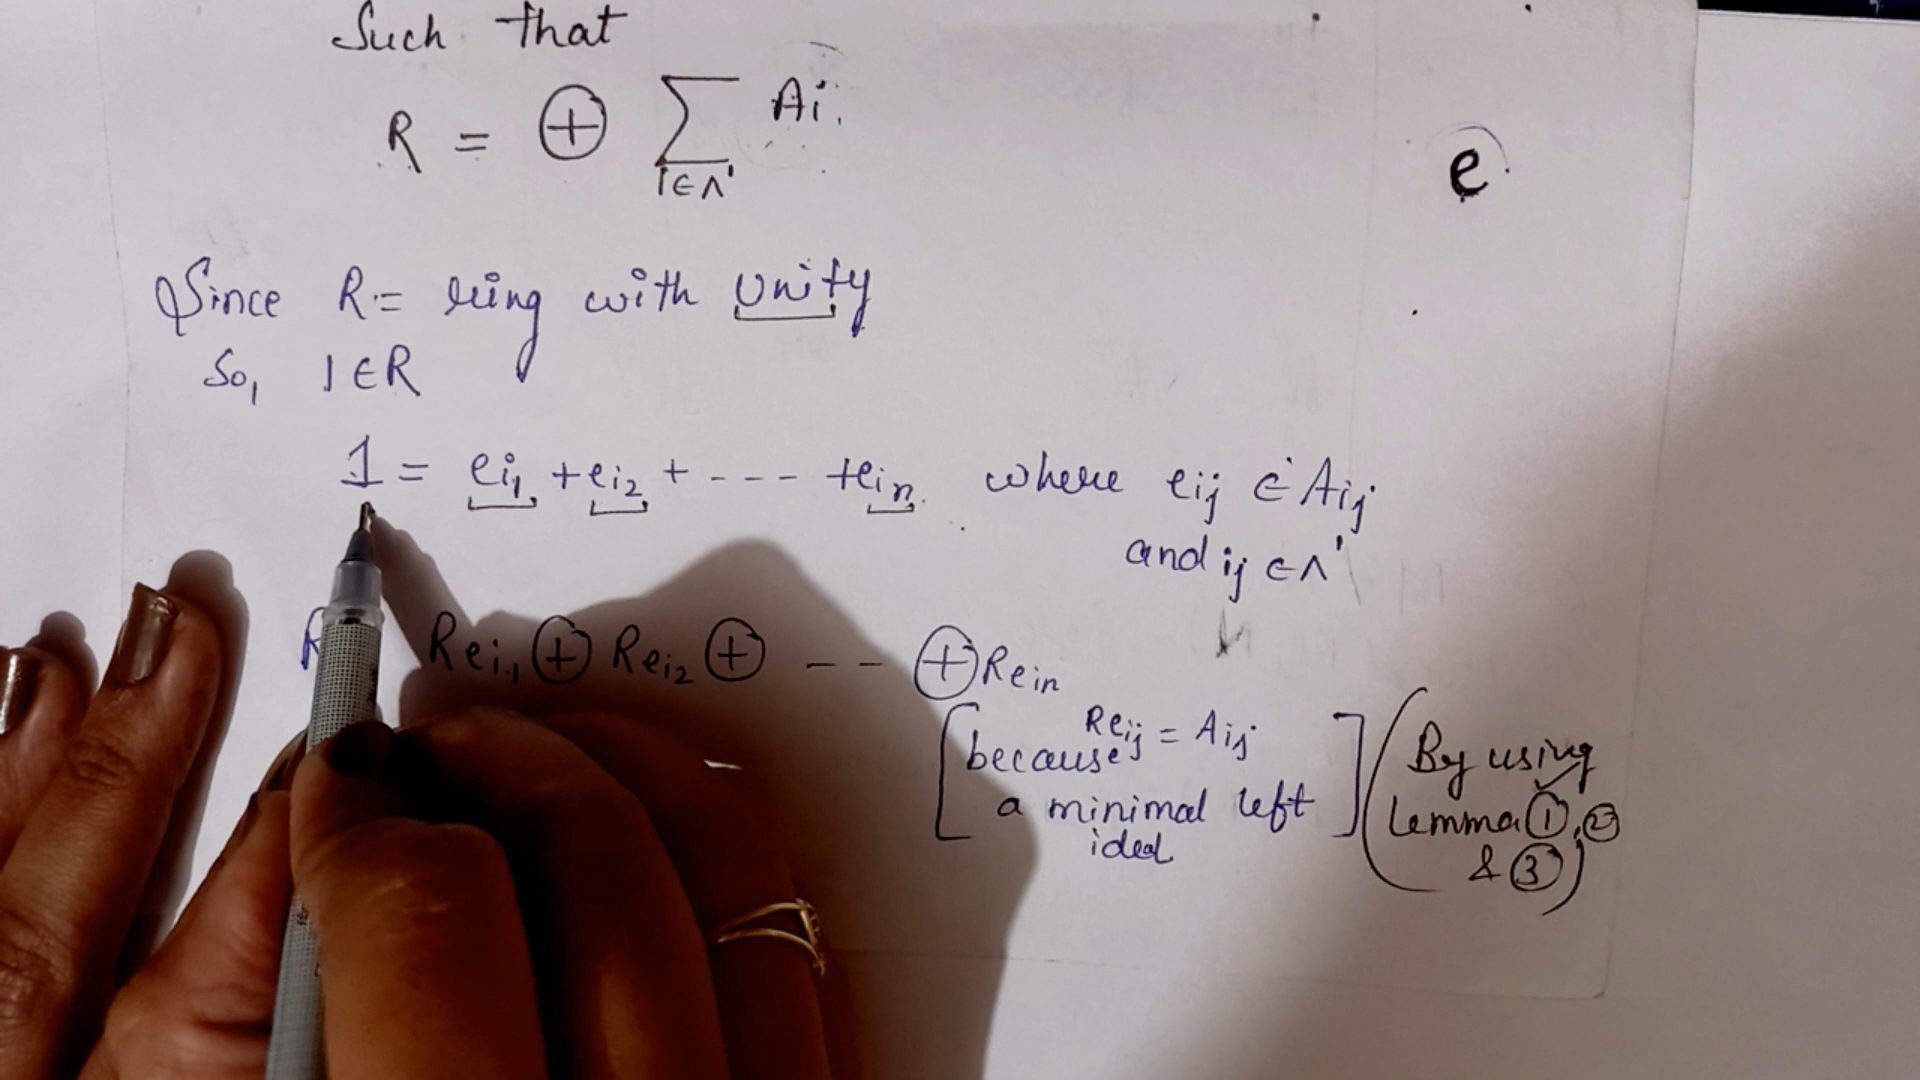 Such that
R = ⊕ ∑ Ai
i∈Λ'
e
Since R = ring with unity
So, 1∈R
1 = ei₁ + ei₂ + ---- + ein where eij ∈ Aij
and ij ∈ Λ'
R Rei₁ ⊕ Rei₂ ⊕ -- ⊕ Rein
[because Reij = Aij
a minimal left
ideal]
(By using
Lemma ①, ②
& ③)